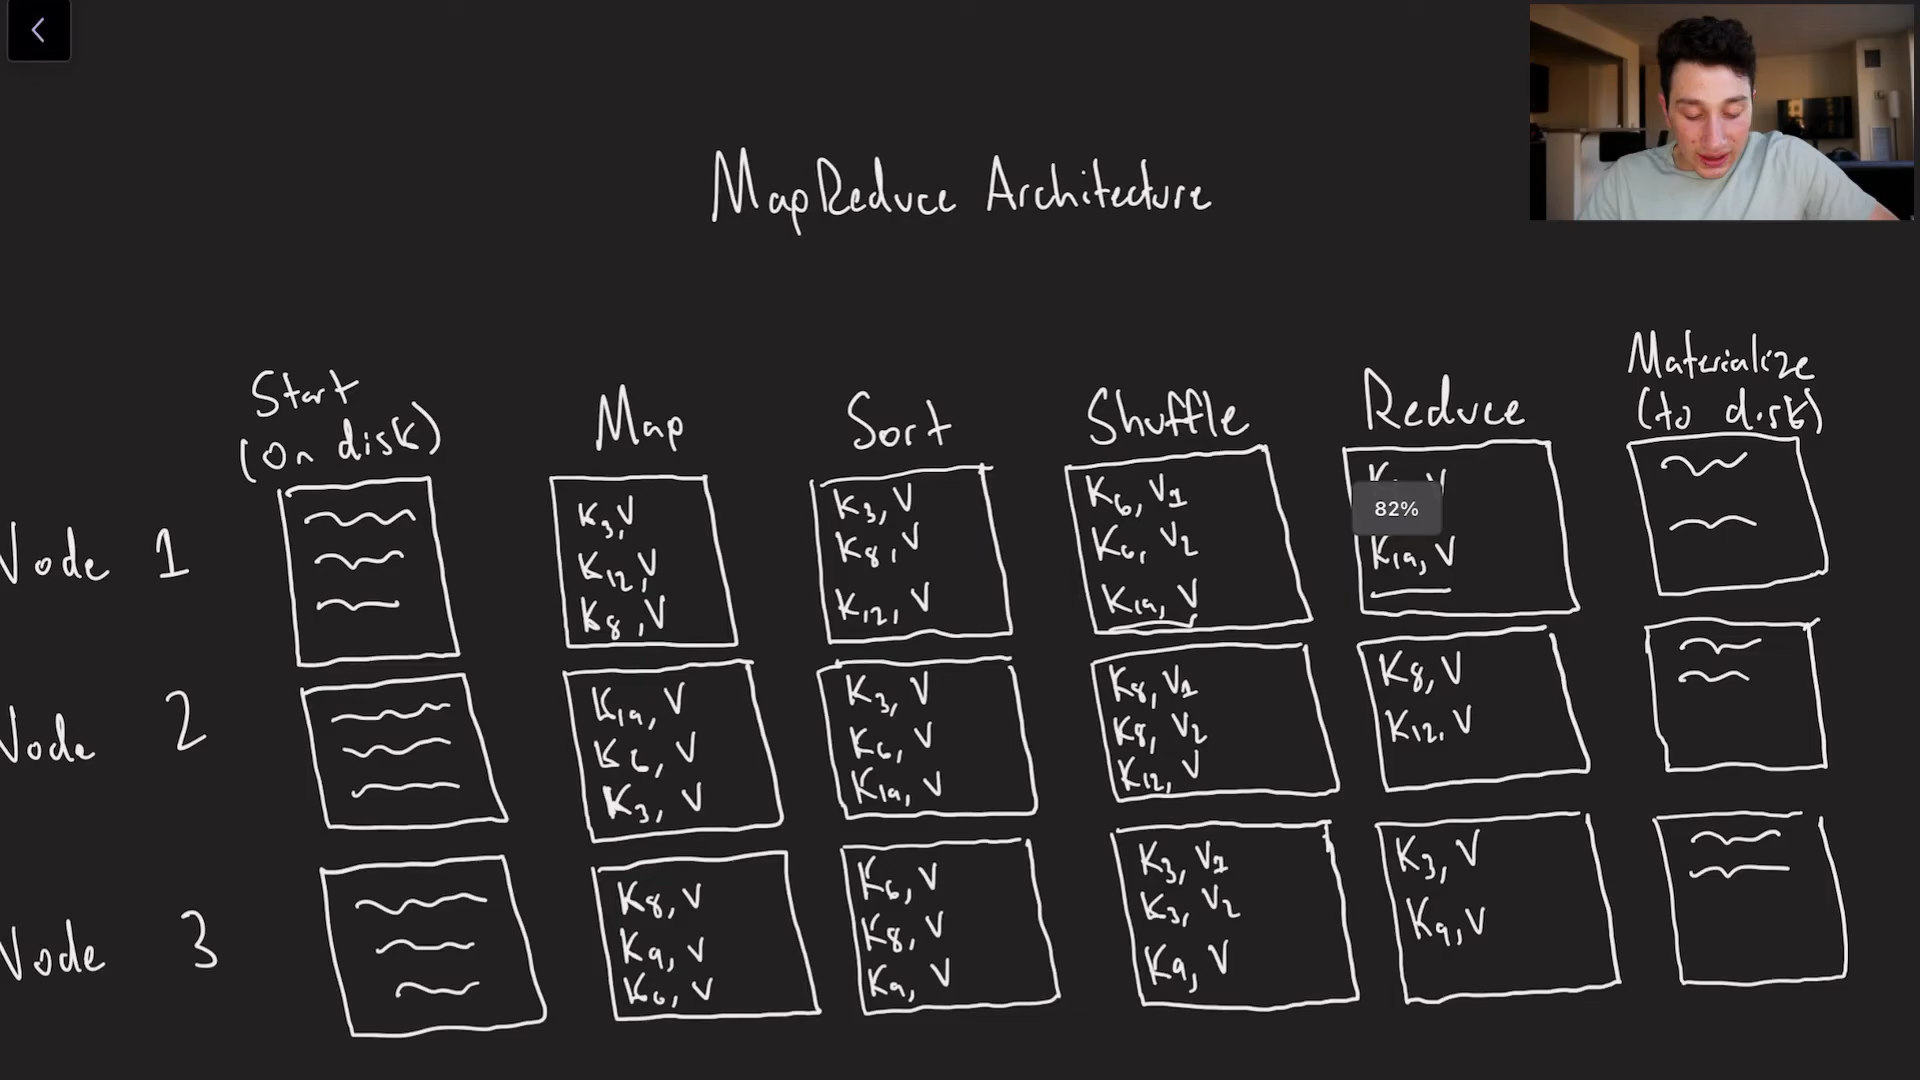 MapReduce Architecture
Start
(on disk)
Map
Sort
Shuffle
Reduce
Materialize
(to disk)
Node 1
K3,V
K12,V
K8,V
K3,V
K8,V
K12,V
K6,V1
K6,V2
K19,V
82%
K19,V
Node 2
K19,V
K6,V
K3,V
K3,V
K6,V
K19,V
K8,V1
K8,V2
K12,V
K8,V
K12,V
Node 3
K8,V
K9,V
K6,V
K6,V
K8,V
K9,V
K3,V1
K3,V2
K9,V
K3,V
K9,V